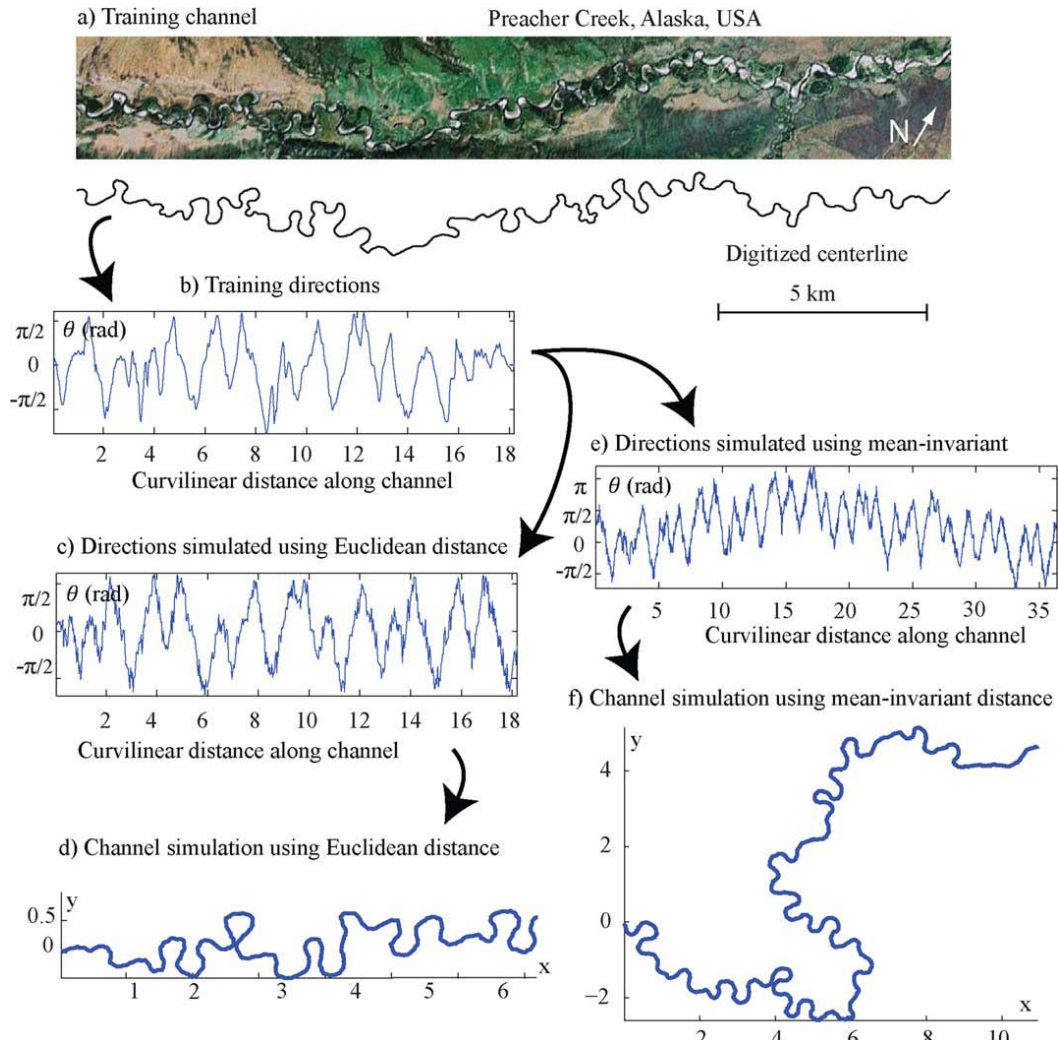 a) Training channel
Preacher Creek, Alaska, USA
N
Digitized centerline
5 km
b) Training directions
θ (rad)
π/2
0
-π/2
2 4 6 8 10 12 14 16 18
Curvilinear distance along channel
e) Directions simulated using mean-invariant
θ (rad)
π
π/2
0
-π/2
5 10 15 20 25 30 35
Curvilinear distance along channel
c) Directions simulated using Euclidean distance
θ (rad)
π/2
0
-π/2
2 4 6 8 10 12 14 16 18
Curvilinear distance along channel
f) Channel simulation using mean-invariant distance
y
4
2
0
-2
2 4 6 8 10
x
d) Channel simulation using Euclidean distance
y
0.5
0
x
1 2 3 4 5 6